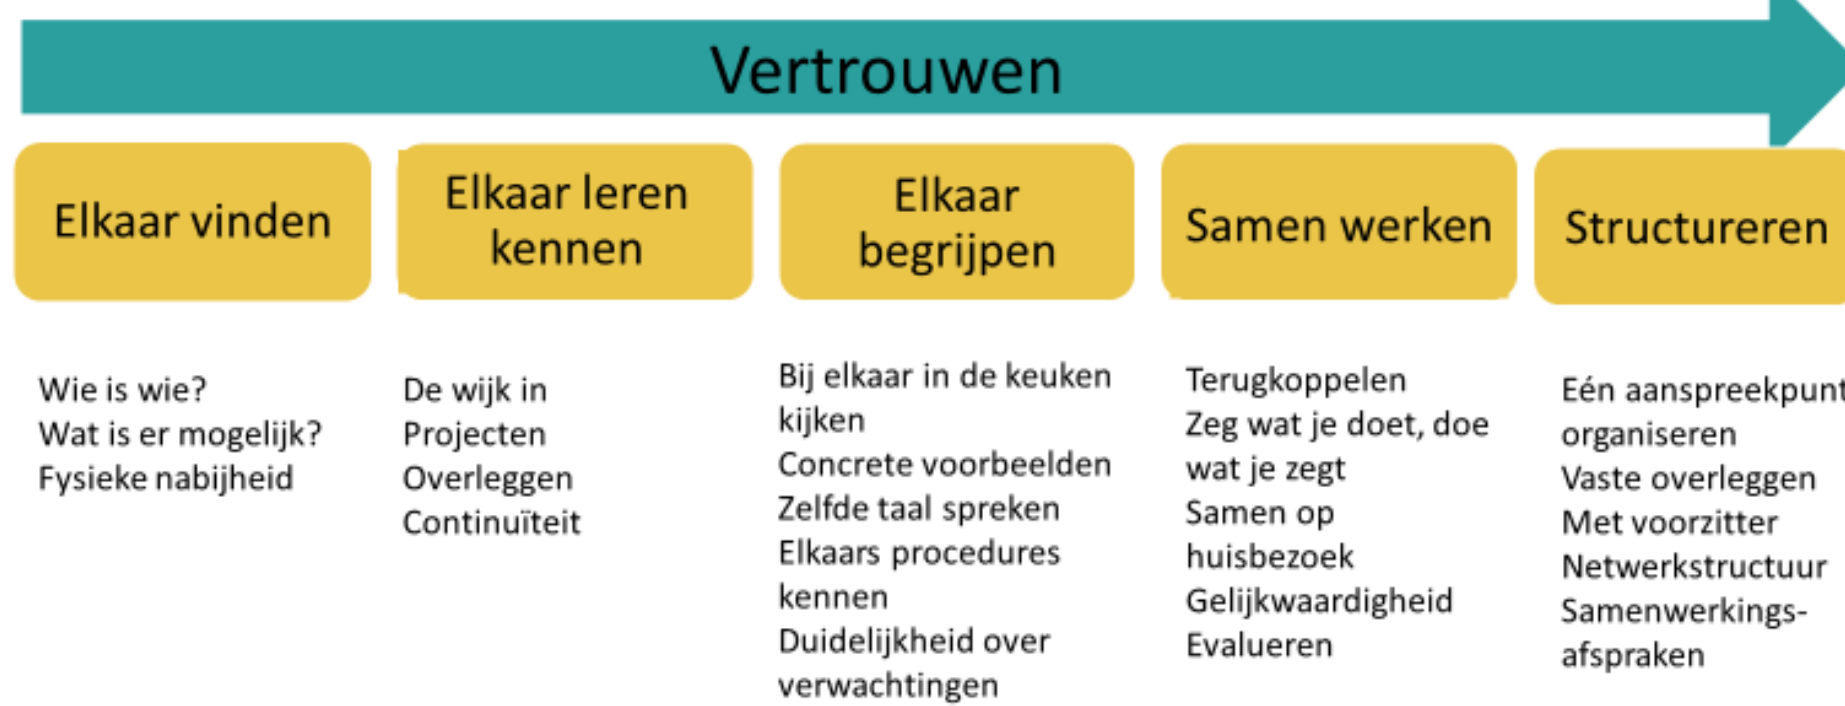 Vertrouwen
Elkaar vinden
Elkaar leren
kennen
Elkaar
begrijpen
Samen werken
Structureren
Wie is wie?
Wat is er mogelijk?
Fysieke nabijheid
De wijk in
Projecten
Overleggen
Continuïteit
Bij elkaar in de keuken
kijken
Concrete voorbeelden
Zelfde taal spreken
Elkaars procedures
kennen
Duidelijkheid over
verwachtingen
Terugkoppelen
Zeg wat je doet, doe
wat je zegt
Samen op
huisbezoek
Gelijkwaardigheid
Evalueren
Eén aanspreekpunt
organiseren
Vaste overleggen
Met voorzitter
Netwerkstructuur
Samenwerkings-
afspraken